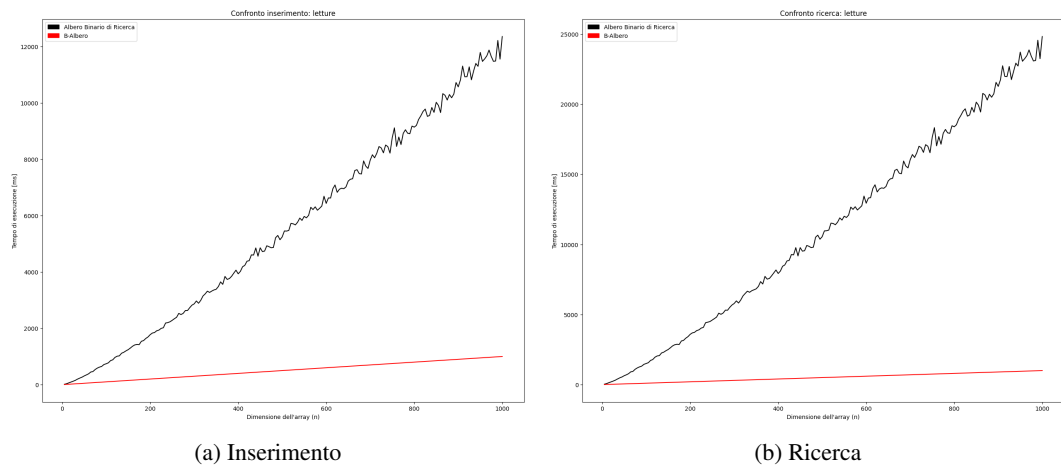 Confronto inserimento: letture
Albero Binario di Ricerca
B-Albero
12000
10000
8000
6000
4000
2000
0
Tempo di esecuzione [ms]
0
200
400
600
800
1000
Dimensione dell'array (n)
(a) Inserimento
Confronto ricerca: letture
Albero Binario di Ricerca
B-Albero
25000
20000
15000
10000
5000
0
Tempo di esecuzione [ms]
0
200
400
600
800
1000
Dimensione dell'array (n)
(b) Ricerca